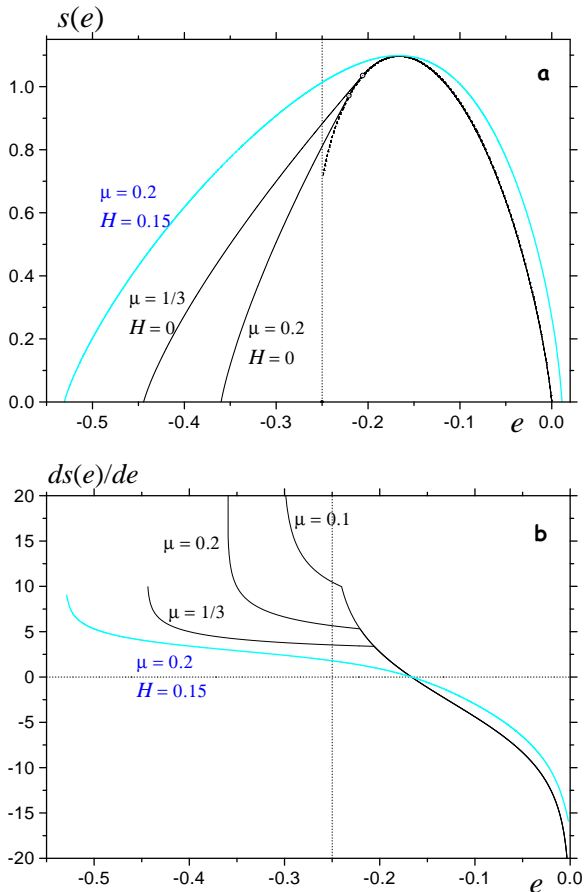 s(e)
a
1.0
0.8
0.6
0.4
0.2
0.0
μ = 0.2
H = 0.15
μ = 1/3
H = 0
μ = 0.2
H = 0
-0.5 -0.4 -0.3 -0.2 -0.1 0.0
e
ds(e)/de
b
20
15
10
5
0
-5
-10
-15
-20
μ = 0.1
μ = 0.2
μ = 1/3
μ = 0.2
H = 0.15
-0.5 -0.4 -0.3 -0.2 -0.1 0.0
e